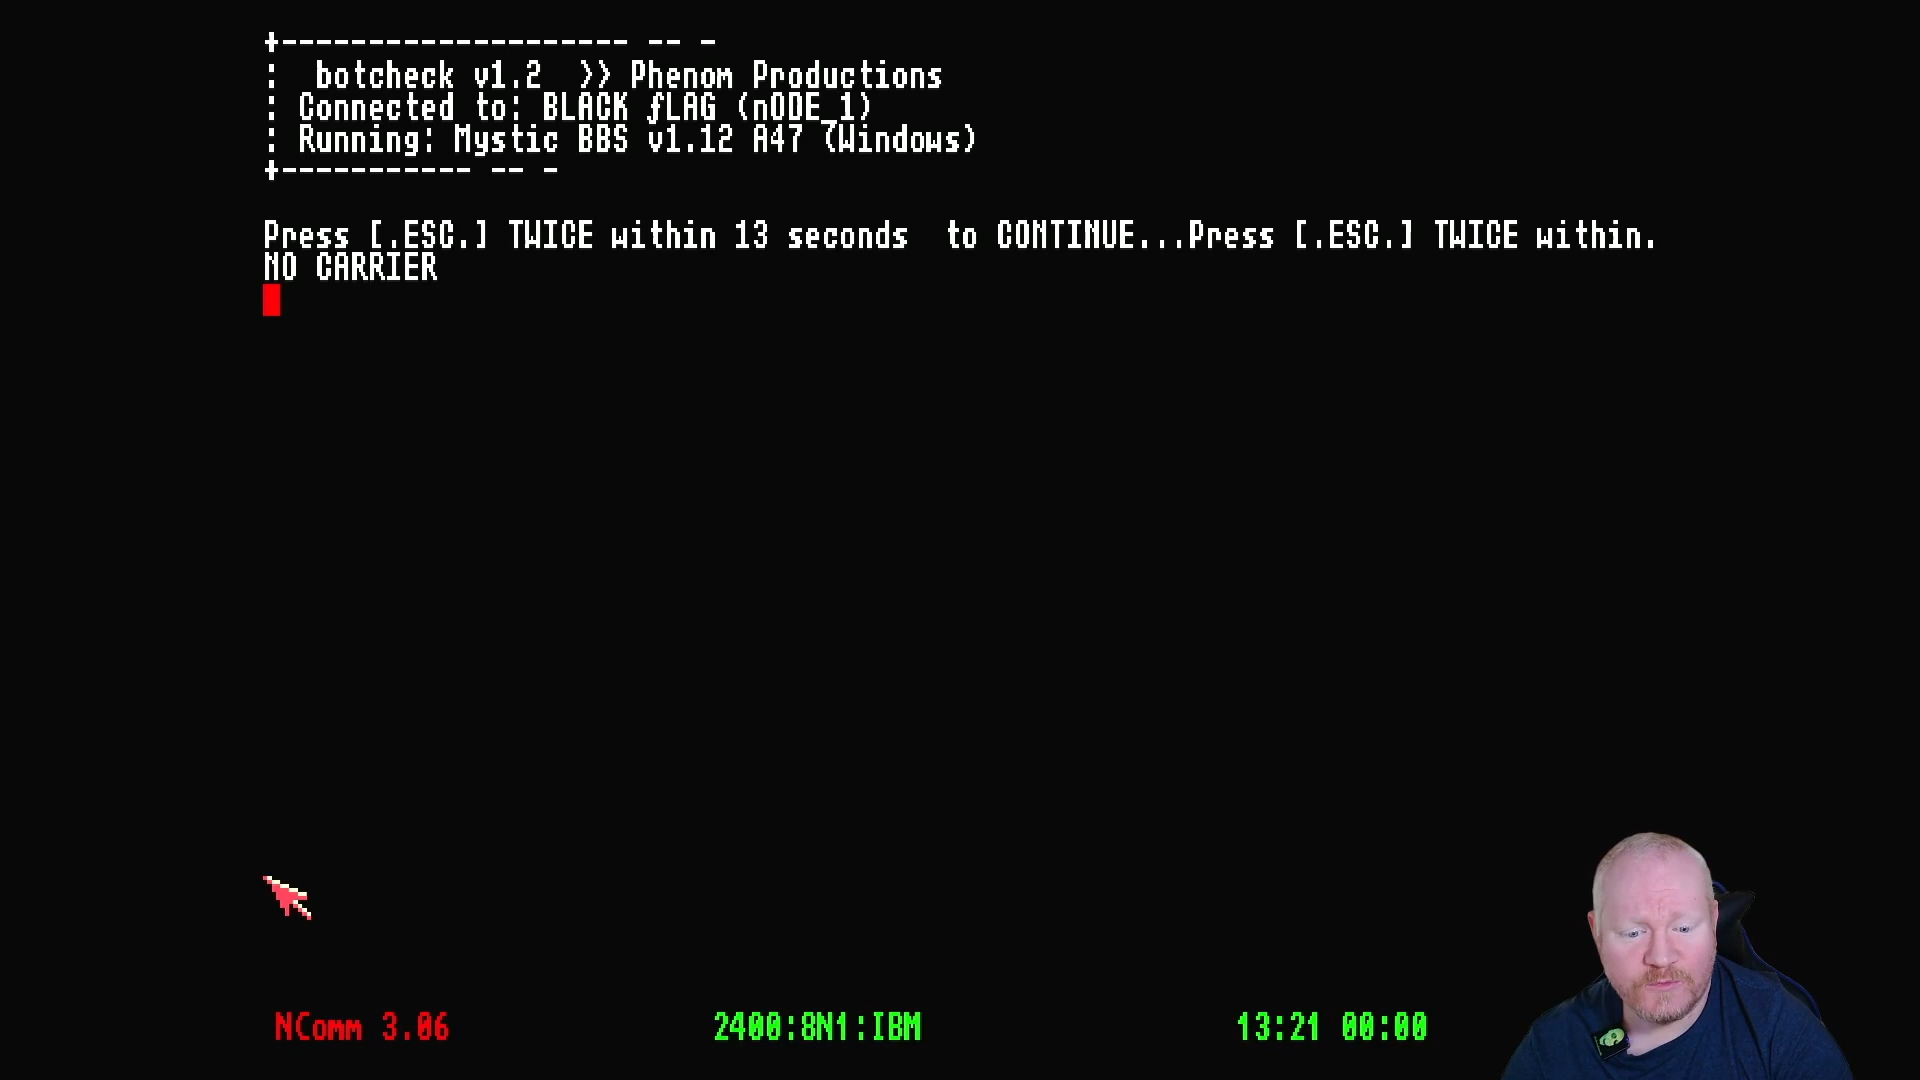 +-------------------- -- -
:  botcheck v1.2  >> Phenom Productions
: Connected to: BLACK ƒLAG (nODE 1)
: Running: Mystic BBS v1.12 A47 (Windows)
+----------- -- -
Press [.ESC.] TWICE within 13 seconds  to CONTINUE...Press [.ESC.] TWICE within.
NO CARRIER
NComm 3.06 2400:8N1:IBM 13:21 00:00